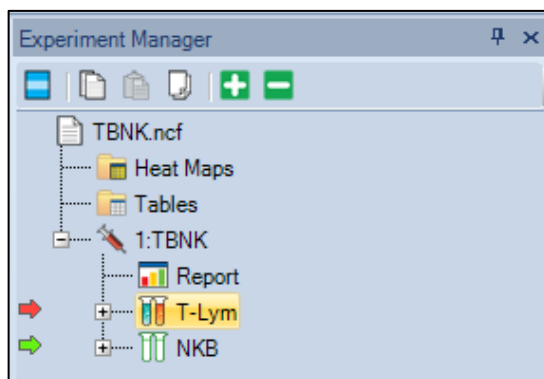 Experiment Manager
TBNK.ncf
Heat Maps
Tables
1:TBNK
Report
T-Lym
NKB